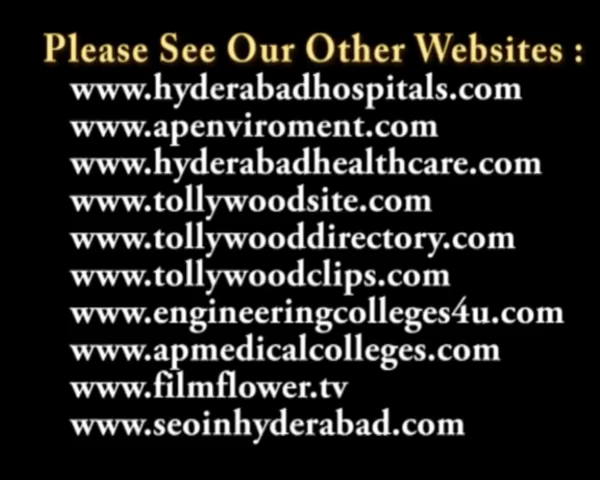 Please See Our Other Websites :
www.hyderabadhospitals.com
www.apenviroment.com
www.hyderabadhealthcare.com
www.tollywoodsite.com
www.tollywooddirectory.com
www.tollywoodclips.com
www.engineeringcolleges4u.com
www.apmedicalcolleges.com
www.filmflower.tv
www.seoinhyderabad.com